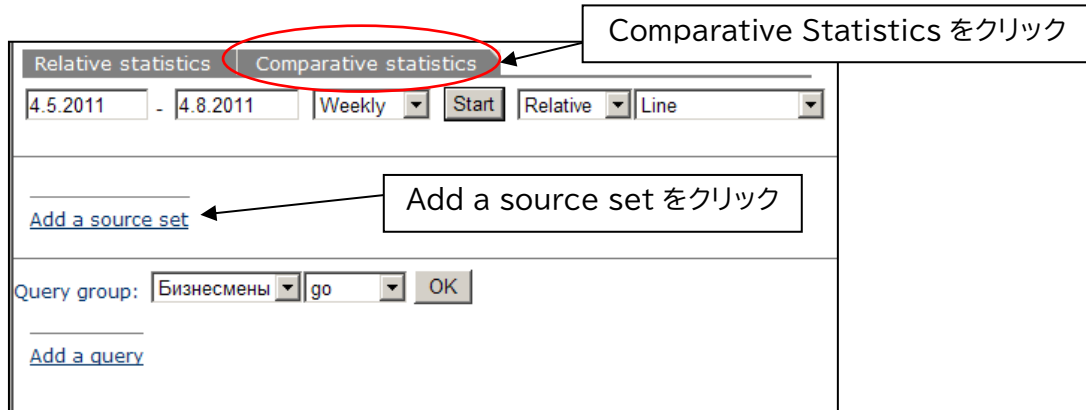 Comparative Statistics をクリック
Relative statistics Comparative statistics
4.5.2011 - 4.8.2011 Weekly Start Relative Line
Add a source set をクリック
Add a source set
Query group: Бизнесмены go OK
Add a query